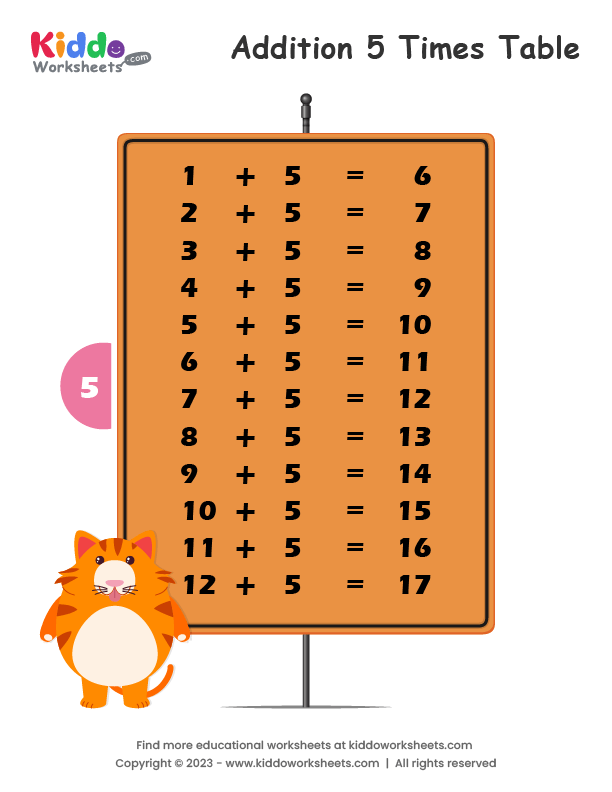 Kiddo
Worksheets .com
Addition 5 Times Table
1 + 5 = 6
2 + 5 = 7
3 + 5 = 8
4 + 5 = 9
5 + 5 = 10
6 + 5 = 11
5
7 + 5 = 12
8 + 5 = 13
9 + 5 = 14
10 + 5 = 15
11 + 5 = 16
12 + 5 = 17
Find more educational worksheets at kiddoworksheets.com
Copyright © 2023 - www.kiddoworksheets.com | All rights reserved